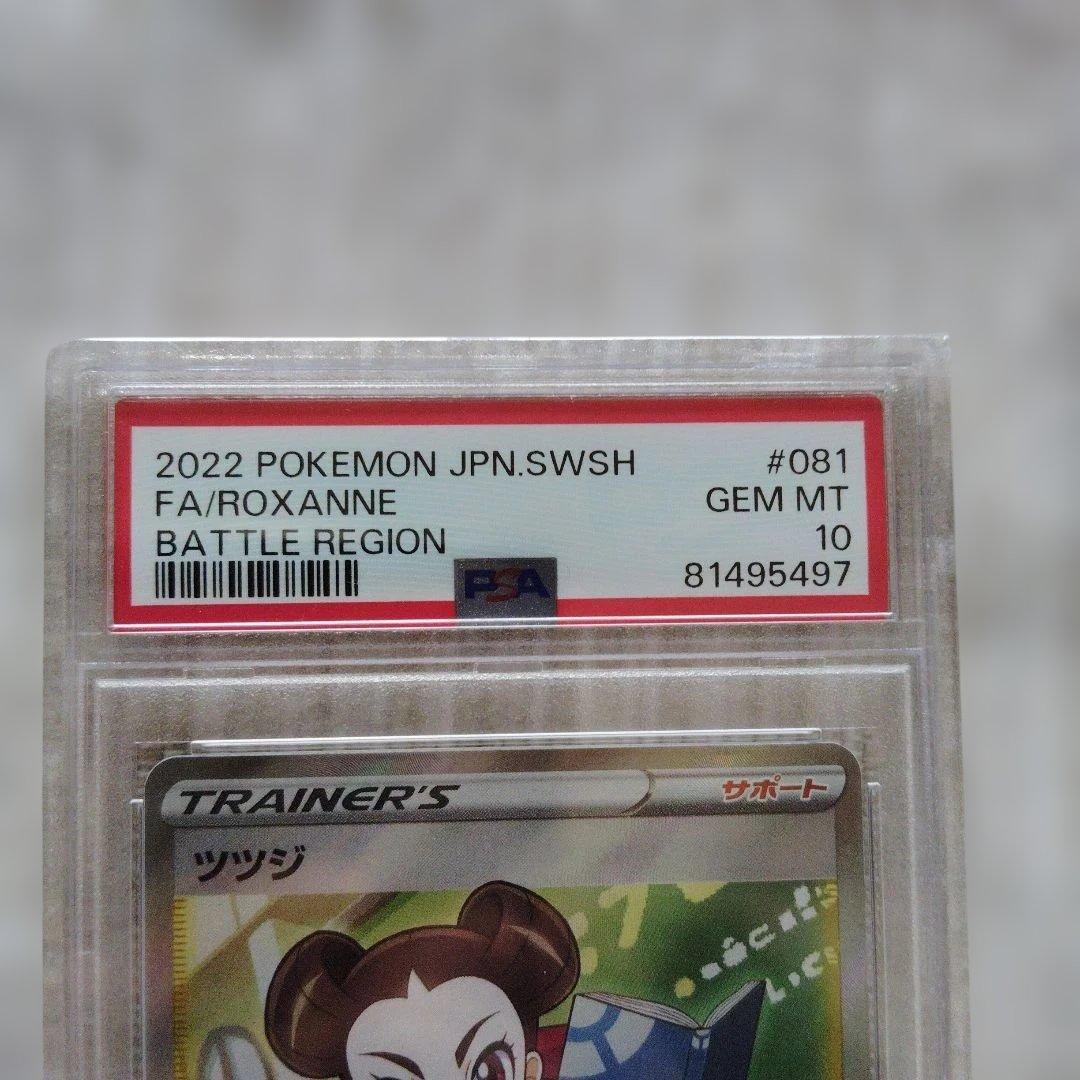 2022 POKEMON JPN.SWSH #081
FA/ROXANNE GEM MT
BATTLE REGION 10
81495497
PSA
TRAINER'S サポート
ツツジ